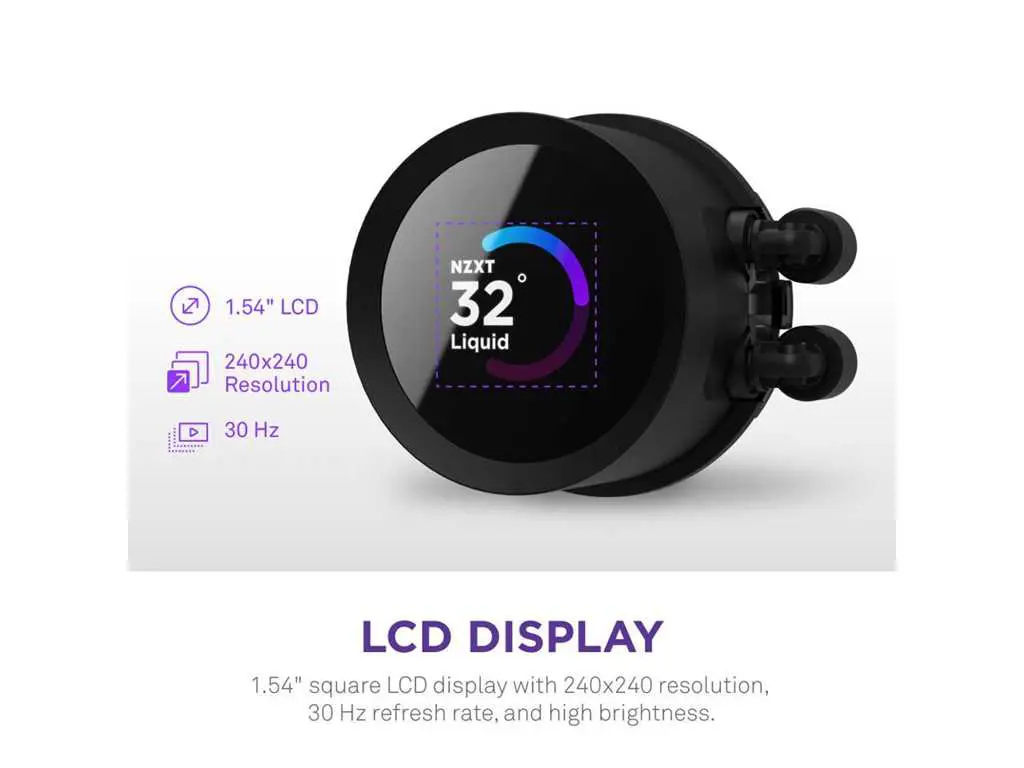 NZXT
32°
Liquid
1.54" LCD
240x240
Resolution
30 Hz
LCD DISPLAY
1.54" square LCD display with 240x240 resolution,
30 Hz refresh rate, and high brightness.